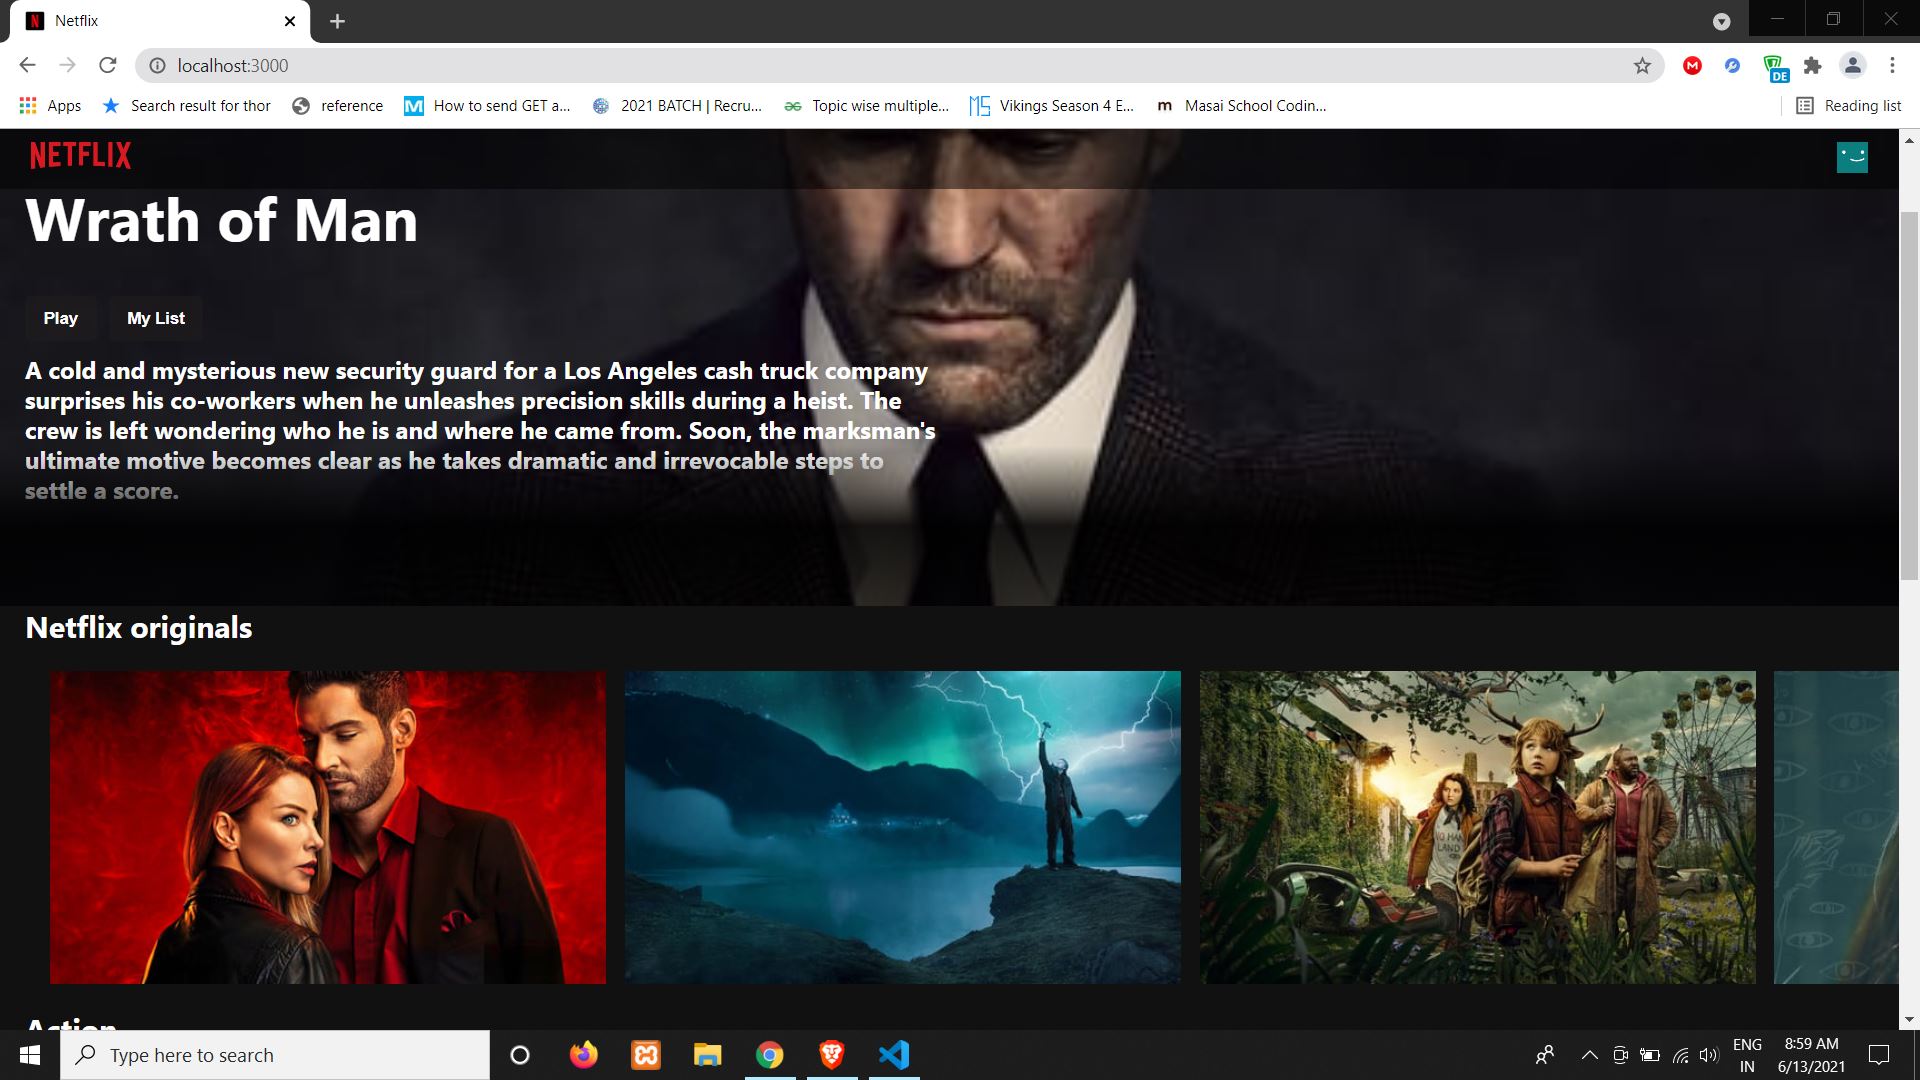 Netflix
localhost:3000
DE
Apps
Search result for thor
reference
How to send GET a...
2021 BATCH | Recru...
Topic wise multiple...
Vikings Season 4 E...
Masai School Codin...
Reading list
NETFLIX
Wrath of Man
Play
My List
A cold and mysterious new security guard for a Los Angeles cash truck company
surprises his co-workers when he unleashes precision skills during a heist. The
crew is left wondering who he is and where he came from. Soon, the marksman's
ultimate motive becomes clear as he takes dramatic and irrevocable steps to
settle a score.
Netflix originals
Action
Type here to search
ENG
IN
8:59 AM
6/13/2021